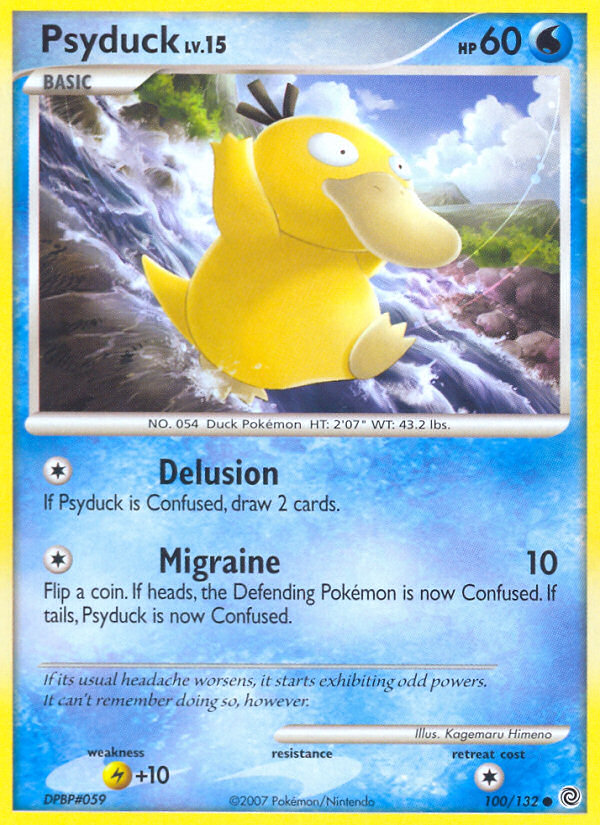 Psyduck LV.15
HP 60
BASIC
NO. 054 Duck Pokémon HT: 2'07" WT: 43.2 lbs.
Delusion
If Psyduck is Confused, draw 2 cards.
Migraine 10
Flip a coin. If heads, the Defending Pokémon is now Confused. If
tails, Psyduck is now Confused.
If its usual headache worsens, it starts exhibiting odd powers.
It can't remember doing so, however.
Illus. Kagemaru Himeno
weakness resistance retreat cost
+10
DPBP#059 ©2007 Pokémon/Nintendo 100/132